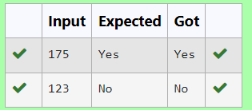 Input Expected Got
175 Yes Yes
123 No No